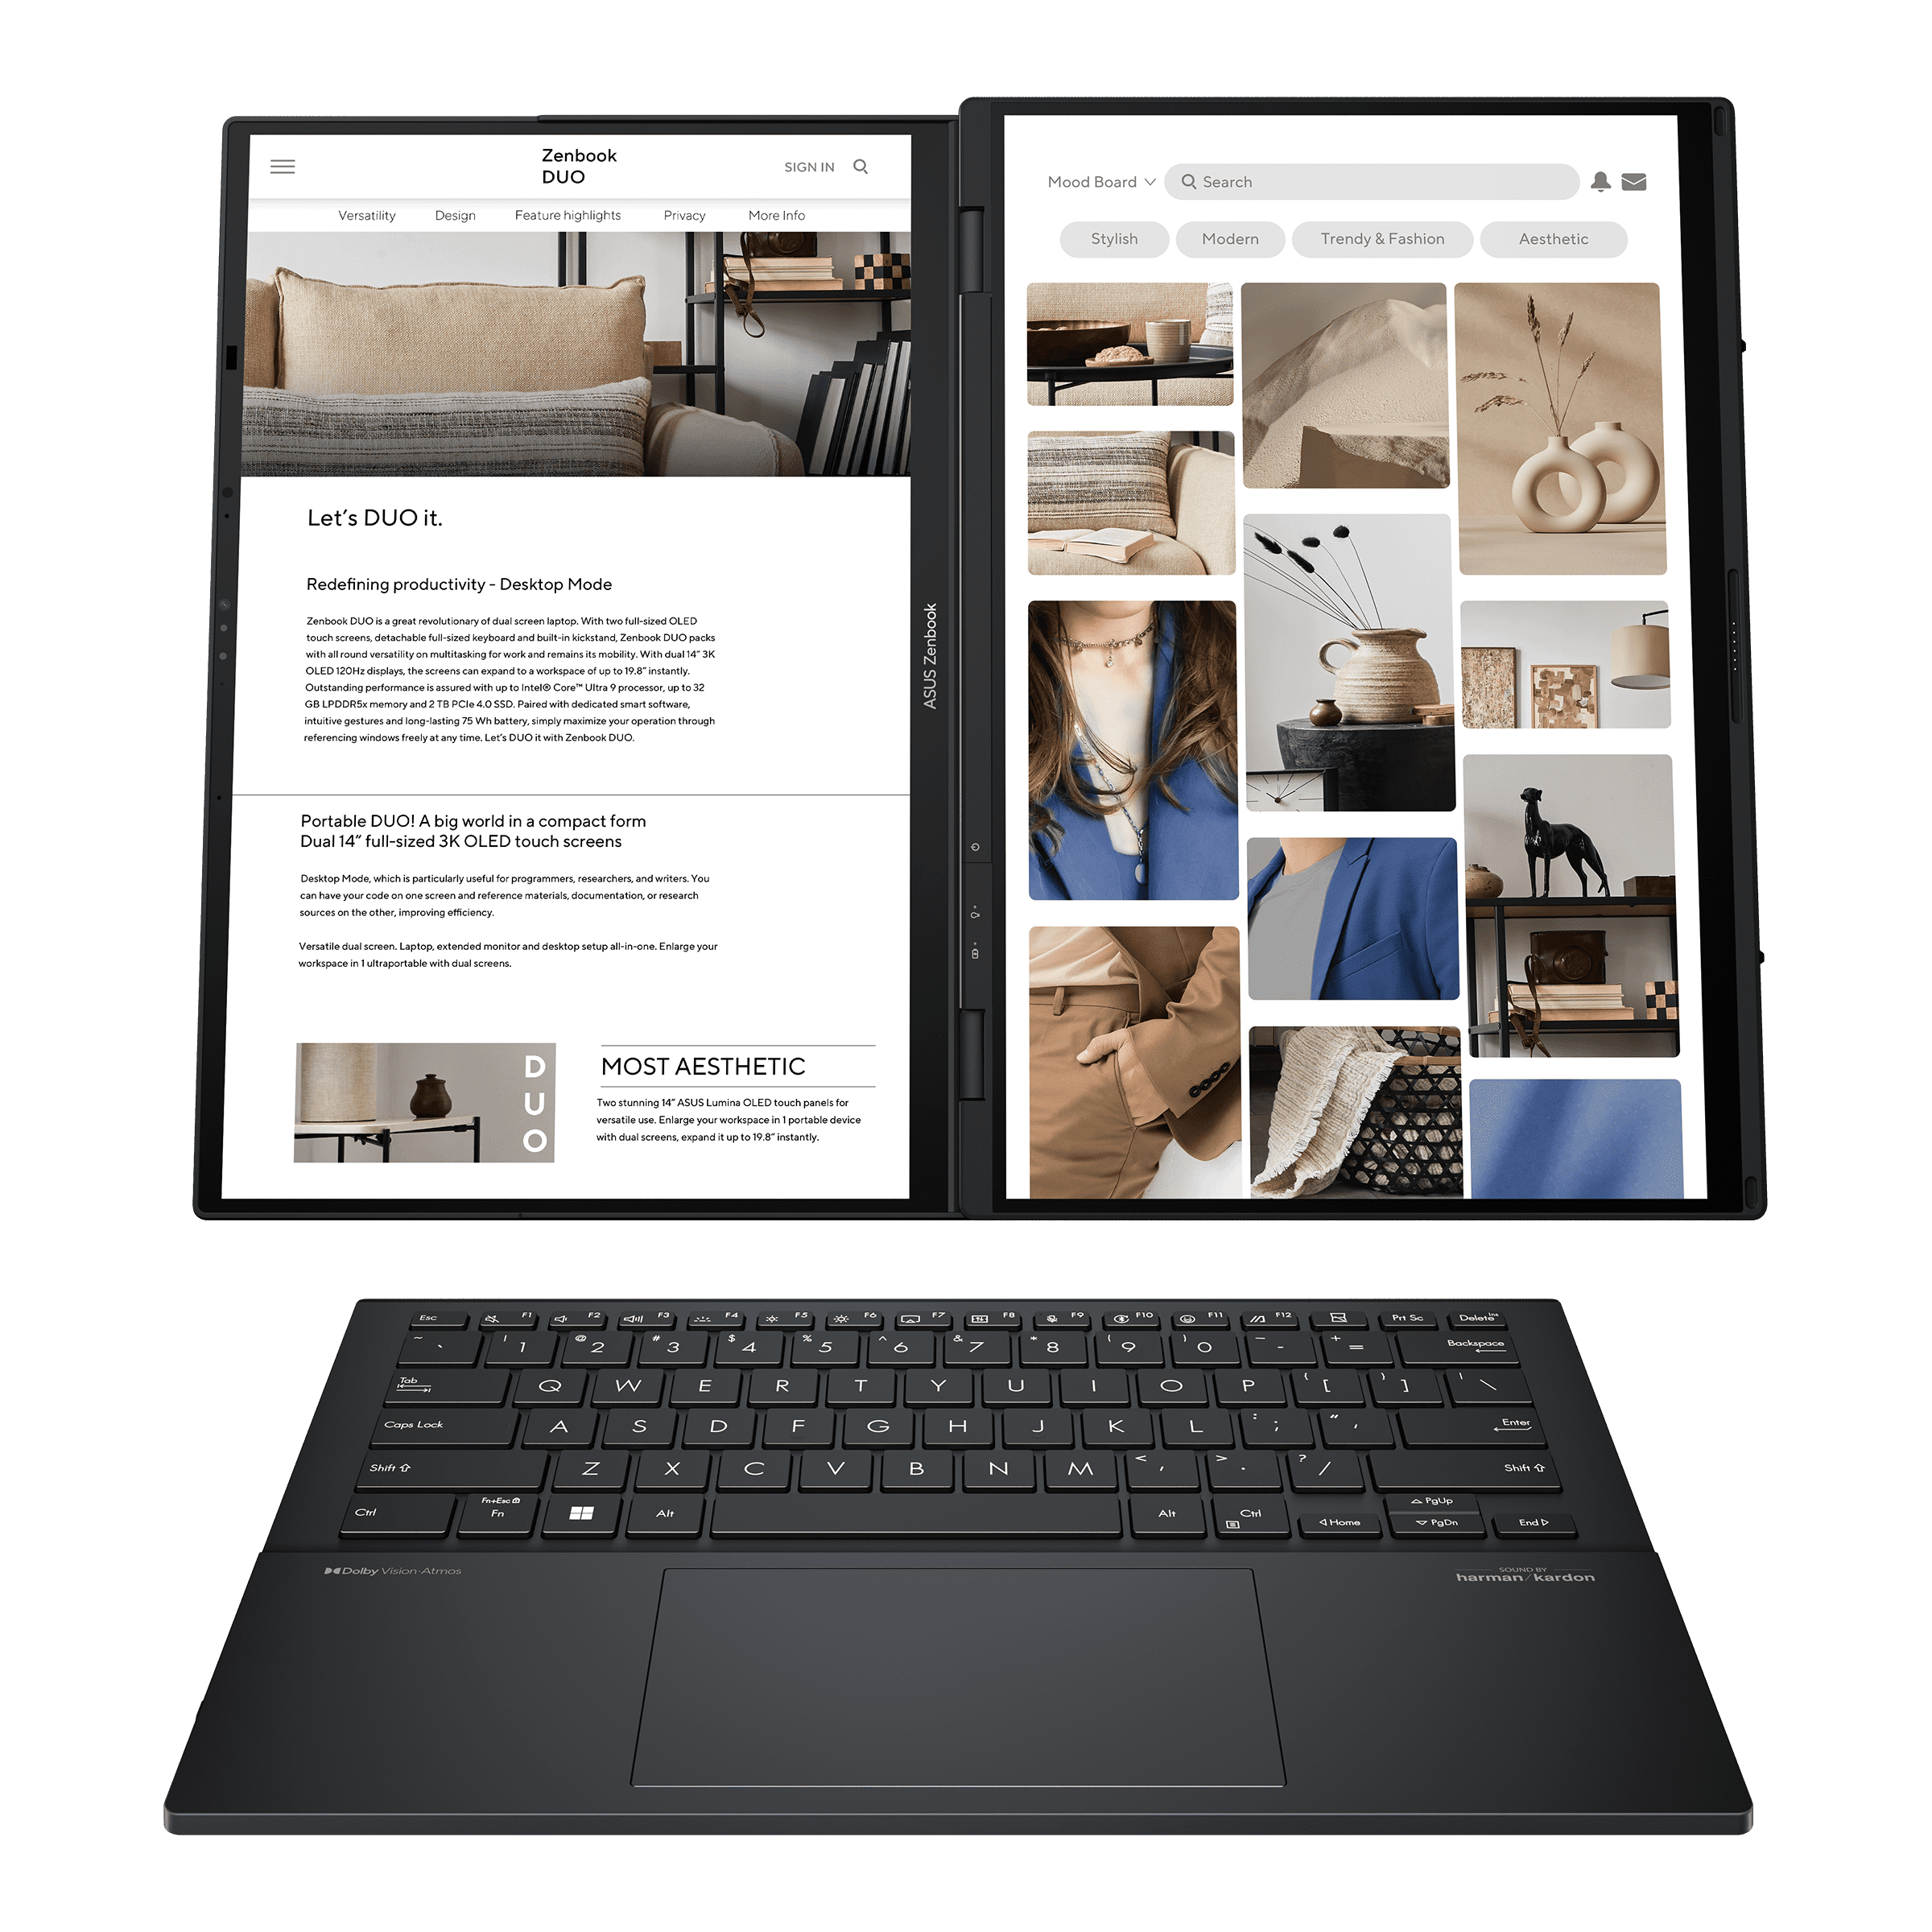 Zenbook
DUO
SIGN IN
Versatility Design Feature highlights Privacy More Info
Let's DUO it.
Redefining productivity - Desktop Mode
Zenbook DUO is a great revolutionary of dual screen laptop. With two full-sized OLED
touch screens, detachable full-sized keyboard and built-in kickstand, Zenbook DUO packs
with all round versatility on multitasking for work and remains its mobility. With dual 14" 3K
OLED 120Hz displays, the screens can expand to a workspace of up to 19.8" instantly.
Outstanding performance is assured with up to Intel® Core™ Ultra 9 processor, up to 32
GB LPDDR5x memory and 2 TB PCIe 4.0 SSD. Paired with dedicated smart software,
intuitive gestures and long-lasting 75 Wh battery, simply maximize your operation through
referencing windows freely at any time. Let's DUO it with Zenbook DUO.
Portable DUO! A big world in a compact form
Dual 14" full-sized 3K OLED touch screens
Desktop Mode, which is particularly useful for programmers, researchers, and writers. You
can have your code on one screen and reference materials, documentation, or research
sources on the other, improving efficiency.
Versatile dual screen. Laptop, extended monitor and desktop setup all-in-one. Enlarge your
workspace in 1 ultraportable with dual screens.
D
U
O
MOST AESTHETIC
Two stunning 14" ASUS Lumina OLED touch panels for
versatile use. Enlarge your workspace in 1 portable device
with dual screens, expand it up to 19.8" instantly.
ASUS Zenbook
Mood Board Search
Stylish Modern Trendy & Fashion Aesthetic
Esc F1 F2 F3 F4 F5 F6 F7 F8 F9 F10 F11 F12 Prt Sc Delete Ins
~ ` ! 1 @ 2 # 3 $ 4 % 5 ^ 6 & 7 * 8 ( 9 ) 0 _ - + = Backspace
Tab Q W E R T Y U I O P { [ } ] | \
Caps Lock A S D F G H J K L : ; " ' Enter
Shift Z X C V B N M < , > . ? / Shift
Ctrl Fn+Esc Fn Alt Alt Ctrl Home PgUp PgDn End
Dolby Vision·Atmos
SOUND BY
harman/kardon